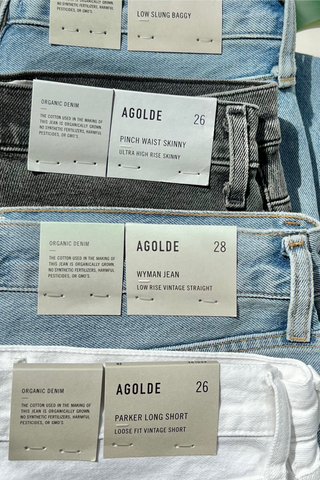 NO SYNTHETIC FERTILIZERS, HARMFUL
PESTICIDES, OR GMO'S.
LOW SLUNG BAGGY
ORGANIC DENIM
THE COTTON USED IN THE MAKING OF
THIS JEAN IS ORGANICALLY GROWN
NO SYNTHETIC FERTILIZERS, HARMFUL
PESTICIDES, OR GMO'S.
AGOLDE 26
PINCH WAIST SKINNY
ULTRA HIGH RISE SKINNY
ORGANIC DENIM
THE COTTON USED IN THE MAKING OF
THIS JEAN IS ORGANICALLY GROWN
NO SYNTHETIC FERTILIZERS, HARMFUL
PESTICIDES, OR GMO'S.
AGOLDE 28
WYMAN JEAN
LOW RISE VINTAGE STRAIGHT
ORGANIC DENIM
THE COTTON USED IN THE MAKING OF
THIS JEAN IS ORGANICALLY GROWN
NO SYNTHETIC FERTILIZERS, HARMFUL
PESTICIDES, OR GMO'S.
AGOLDE 26
PARKER LONG SHORT
LOOSE FIT VINTAGE SHORT